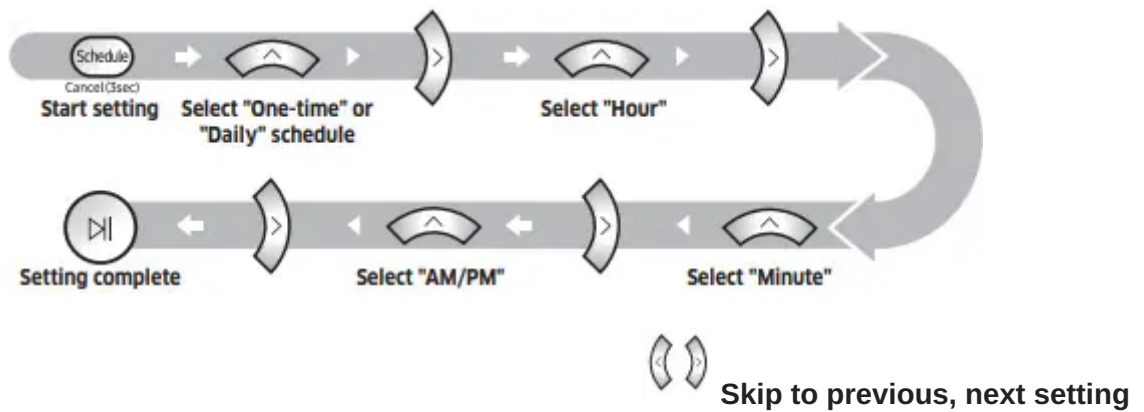 Schedule
Cancel(3sec)
Start setting
Select "One-time" or
"Daily" schedule
Select "Hour"
Setting complete
Select "AM/PM"
Select "Minute"
Skip to previous, next setting